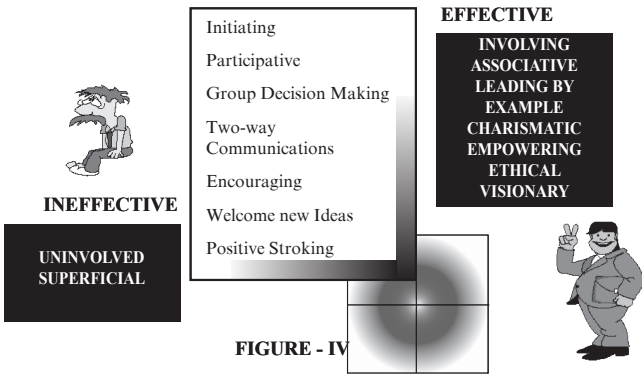 EFFECTIVE
Initiating
Participative
Group Decision Making
Two-way
Communications
Encouraging
Welcome new Ideas
Positive Stroking
INVOLVING
ASSOCIATIVE
LEADING BY
EXAMPLE
CHARISMATIC
EMPOWERING
ETHICAL
VISIONARY
INEFFECTIVE
UNINVOLVED
SUPERFICIAL
FIGURE - IV